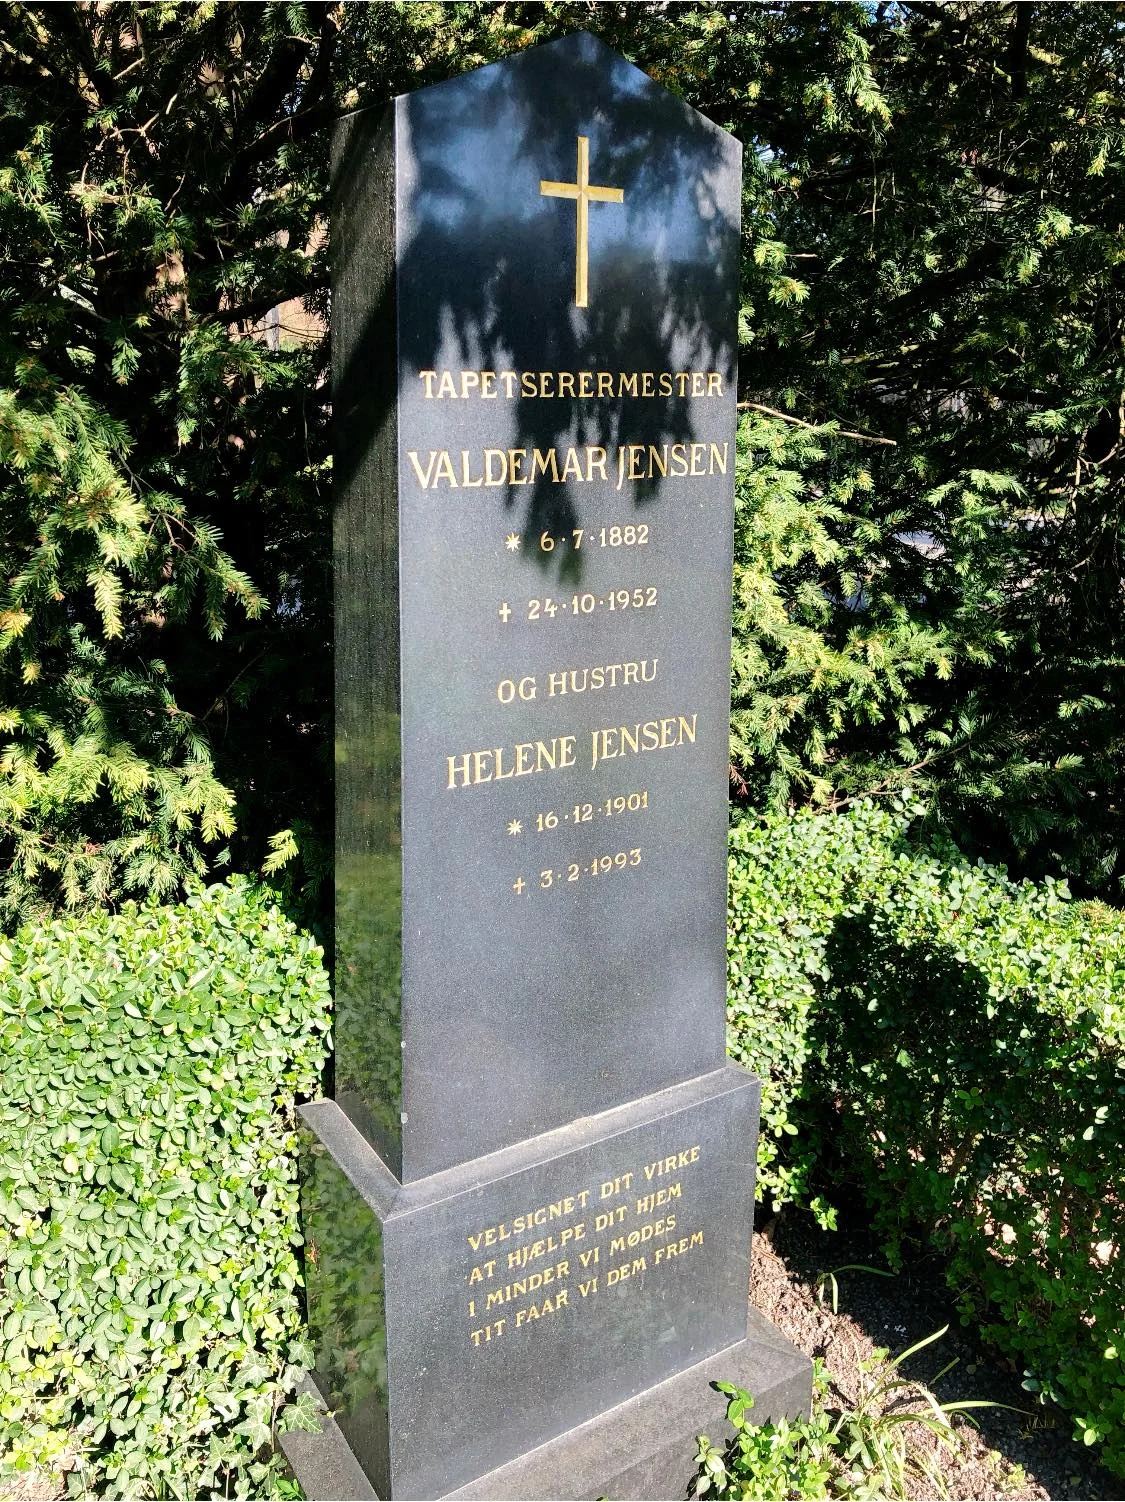 TAPETSERERMESTER
VALDEMAR JENSEN
* 6·7·1882
† 24·10·1952
OG HUSTRU
HELENE JENSEN
* 16·12·1901
† 3·2·1993
VELSIGNET DIT VIRKE
AT HJÆLPE DIT HJEM
I MINDER VI MØDES
TIT FAAR VI DEM FREM